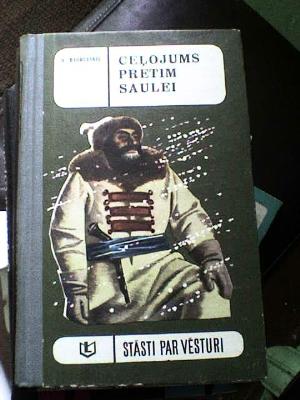 CEĻOJUMS
PRETIM
SAULEI
STĀSTI PAR VĒSTURI